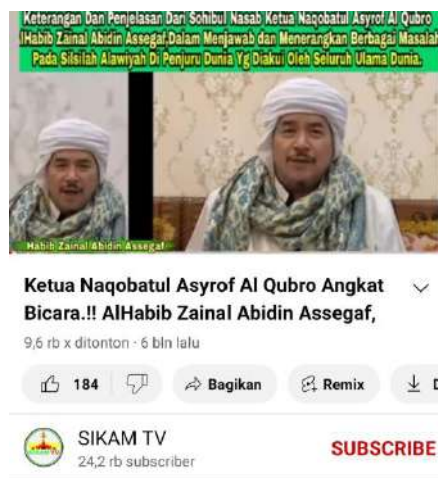 Keterangan Dan Penjelasan Dari Sohibul Nasab Ketua Naqobatul Asyrof Al Qubro
lHabib Zainal Abidin Assegaf,Dalam Menjawab dan Menerangkan Berbagai Masalah
Pada Silsilah Alawiyah Di Penjuru Dunia Yg Diakui Oleh Seluruh Ulama Dunia.
Habib Zainal Abidin Assegaf
Ketua Naqobatul Asyrof Al Qubro Angkat
Bicara.!! AlHabib Zainal Abidin Assegaf,
9,6 rb x ditonton · 6 bln lalu
184 Bagikan Remix D
SIKAM TV
24,2 rb subscriber
SUBSCRIBE